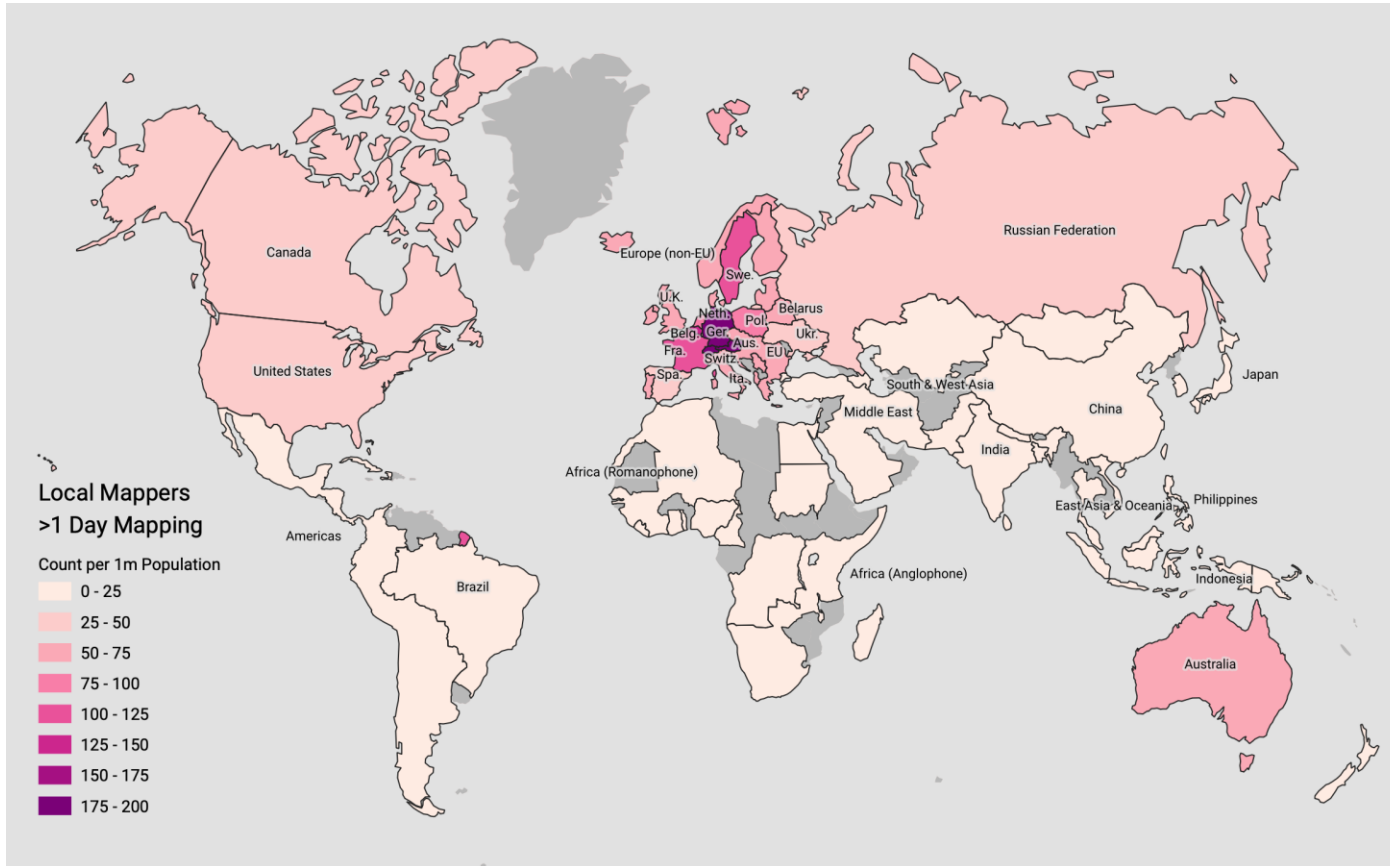 Canada
Russian Federation
Europe (non-EU)
Swe.
U.K.
Neth.
Pol.
Belarus
Belg.
Ger.
Ukr.
Fra.
Aus.
EU
Switz.
United States
Spa.
Ita.
South & West Asia
Japan
Middle East
China
India
Africa (Romanophone)
Philippines
East Asia & Oceania
Americas
Africa (Anglophone)
Indonesia
Brazil
Australia
Local Mappers
>1 Day Mapping
Count per 1m Population
0 - 25
25 - 50
50 - 75
75 - 100
100 - 125
125 - 150
150 - 175
175 - 200